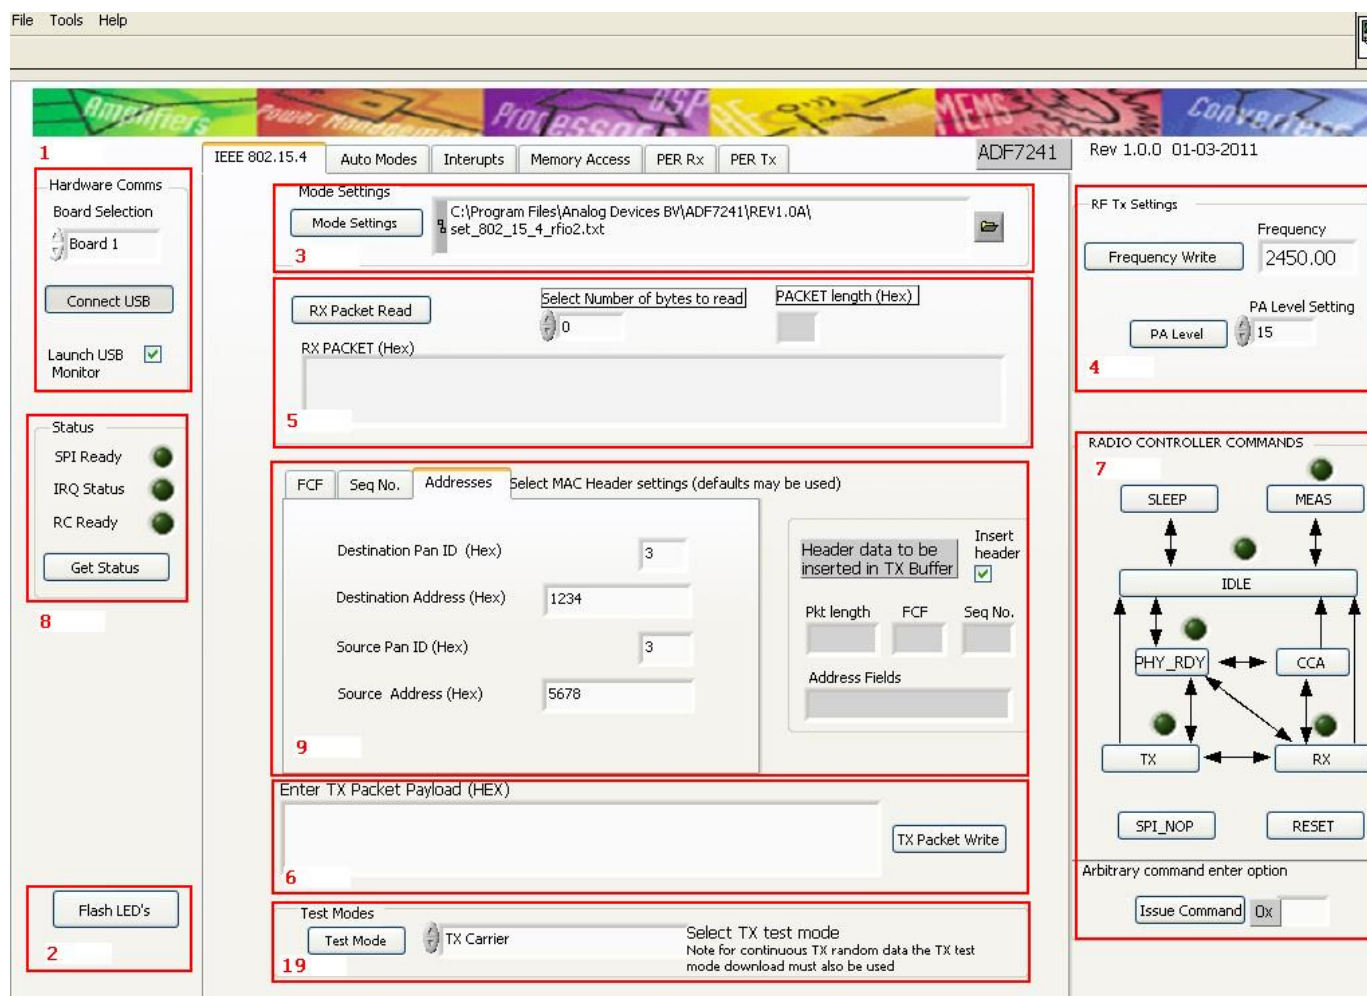 File Tools Help
Amplifiers Power Management Processors DSP RF MEMS Converters
1
IEEE 802.15.4 Auto Modes Interupts Memory Access PER Rx PER Tx
ADF7241
Rev 1.0.0 01-03-2011
Hardware Comms
Board Selection
Board 1
Connect USB
Launch USB
Monitor
Mode Settings
Mode Settings
C:\Program Files\Analog Devices BV\ADF7241\REV1.0A\
set_802_15_4_rfio2.txt
3
RF Tx Settings
Frequency
Frequency Write 2450.00
PA Level Setting
PA Level 15
4
RX Packet Read
Select Number of bytes to read
0
PACKET length (Hex)
RX PACKET (Hex)
5
Status
SPI Ready
IRQ Status
RC Ready
Get Status
8
RADIO CONTROLLER COMMANDS
7
SLEEP MEAS
IDLE
PHY_RDY CCA
TX RX
SPI_NOP RESET
Arbitrary command enter option
Issue Command 0x
FCF Seq No. Addresses Select MAC Header settings (defaults may be used)
Destination Pan ID (Hex) 3
Destination Address (Hex) 1234
Source Pan ID (Hex) 3
Source Address (Hex) 5678
9
Header data to be
inserted in TX Buffer
Insert
header
Pkt length FCF Seq No.
Address Fields
Enter TX Packet Payload (HEX)
TX Packet Write
6
Flash LED's
2
Test Modes
Test Mode TX Carrier
Select TX test mode
Note for continuous TX random data the TX test
mode download must also be used
19